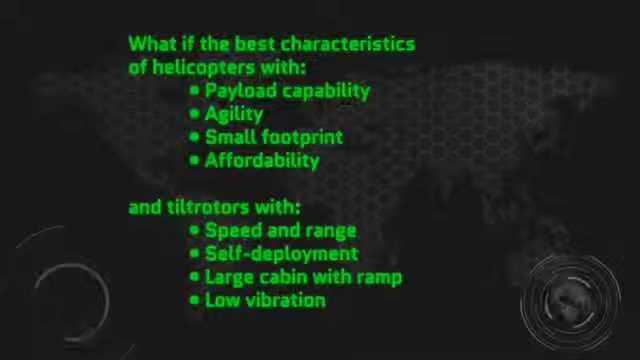 What if the best characteristics
of helicopters with:
• Payload capability
• Agility
• Small footprint
• Affordability
and tiltrotors with:
• Speed and range
• Self-deployment
• Large cabin with ramp
• Low vibration